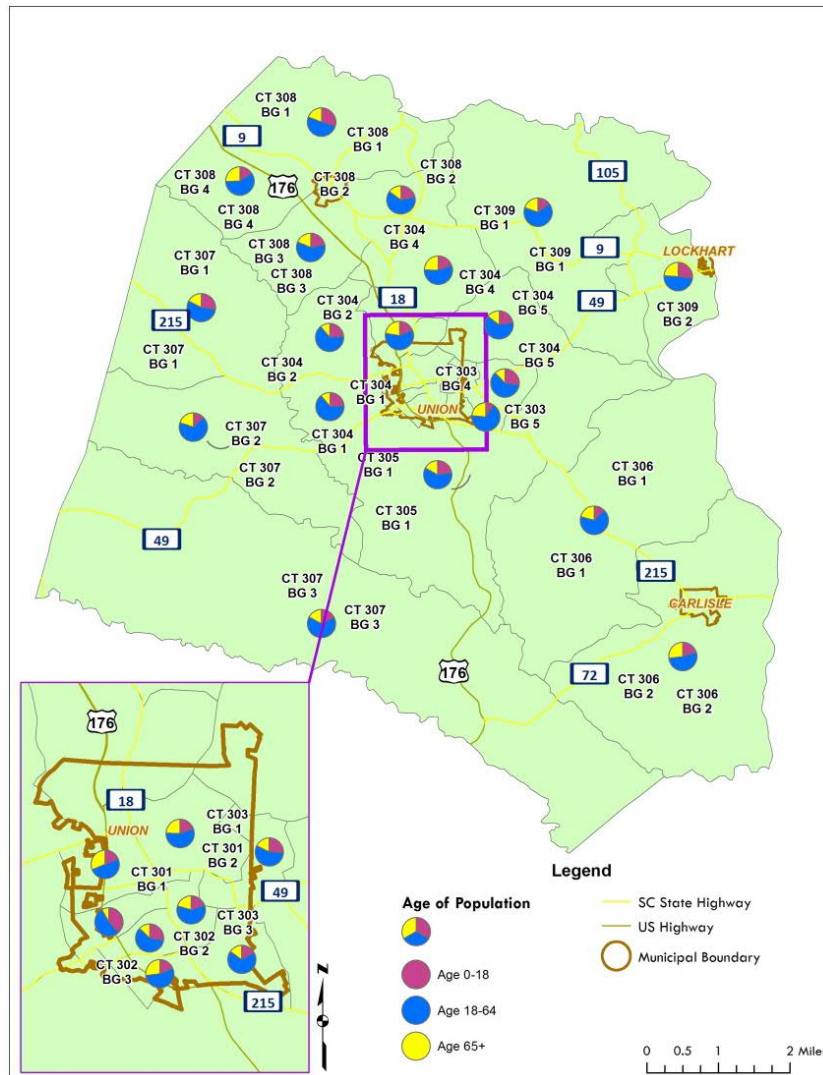 CT 308
BG 1
CT 308
BG 1
9
105
CT 308
BG 4
176
CT 308
BG 2
CT 308
BG 2
CT 308
BG 4
CT 309
BG 1
CT 304
BG 4
CT 308
BG 3
CT 308
BG 3
CT 309
BG 1
9
LOCKHART
CT 307
BG 1
CT 304
BG 4
49
CT 309
BG 2
18
CT 304
BG 2
CT 304
BG 5
215
CT 307
BG 1
CT 304
BG 2
CT 304
BG 5
CT 303
BG 4
CT 304
BG 1
UNION
CT 303
BG 5
CT 307
BG 2
CT 304
BG 1
CT 307
BG 2
CT 305
BG 1
CT 306
BG 1
CT 305
BG 1
49
CT 306
BG 1
215
CT 307
BG 3
CT 307
BG 3
CARLISLE
176
72
CT 306
BG 2
CT 306
BG 2
176
18
UNION
CT 303
BG 1
CT 301
BG 2
CT 301
BG 1
49
CT 303
BG 3
CT 302
BG 2
CT 302
BG 3
215
Z
Legend
Age of Population
Age 0-18
Age 18-64
Age 65+
SC State Highway
US Highway
Municipal Boundary
0 0.5 1 2 Miles